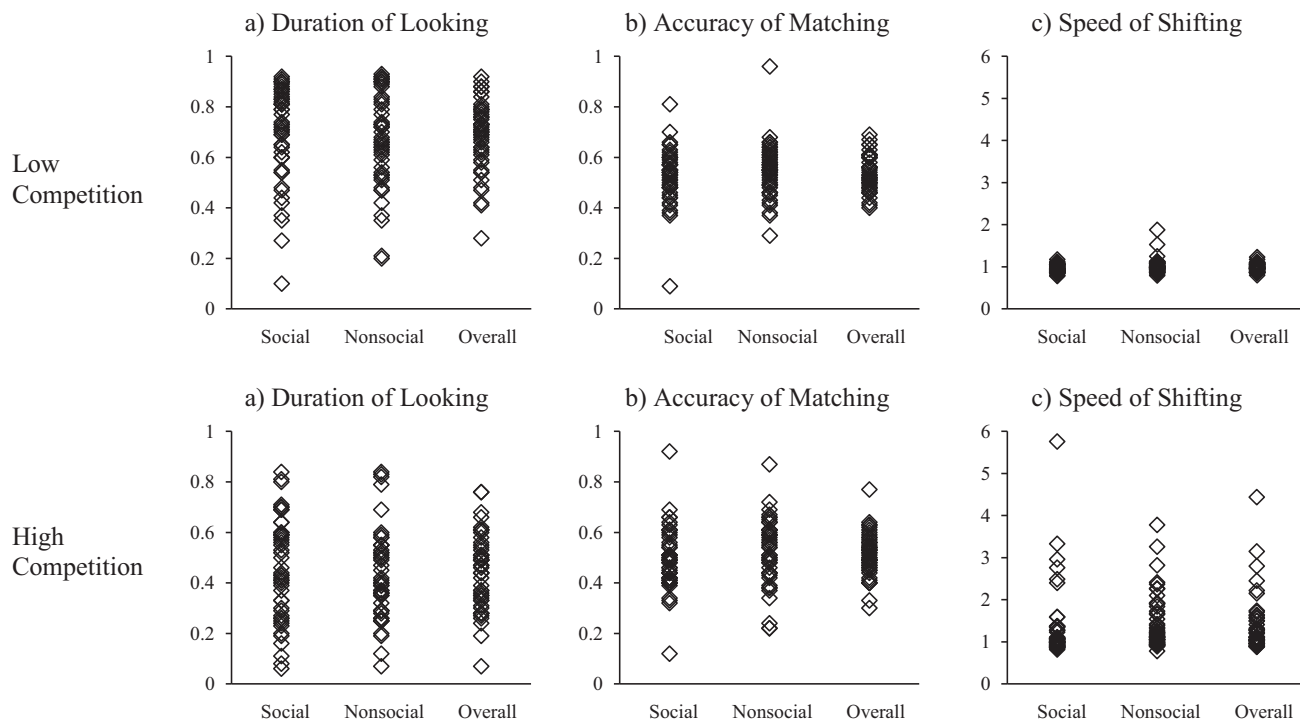 a) Duration of Looking
b) Accuracy of Matching
c) Speed of Shifting
Low
Competition
1
0.8
0.6
0.4
0.2
0
Social Nonsocial Overall
1
0.8
0.6
0.4
0.2
0
Social Nonsocial Overall
6
5
4
3
2
1
0
Social Nonsocial Overall
a) Duration of Looking
b) Accuracy of Matching
c) Speed of Shifting
High
Competition
1
0.8
0.6
0.4
0.2
0
Social Nonsocial Overall
1
0.8
0.6
0.4
0.2
0
Social Nonsocial Overall
6
5
4
3
2
1
0
Social Nonsocial Overall